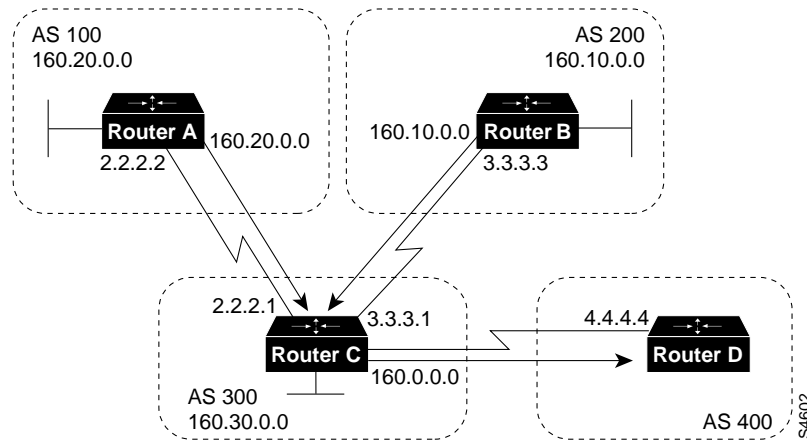 AS 100
160.20.0.0
AS 200
160.10.0.0
Router A
160.20.0.0
2.2.2.2
160.10.0.0
Router B
3.3.3.3
2.2.2.1
3.3.3.1
4.4.4.4
Router C
Router D
160.0.0.0
AS 300
160.30.0.0
AS 400
S4602